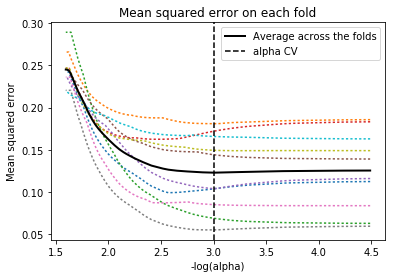 Mean squared error on each fold
Average across the folds
alpha CV
Mean squared error
0.30
0.25
0.20
0.15
0.10
0.05
1.5
2.0
2.5
3.0
3.5
4.0
4.5
-log(alpha)